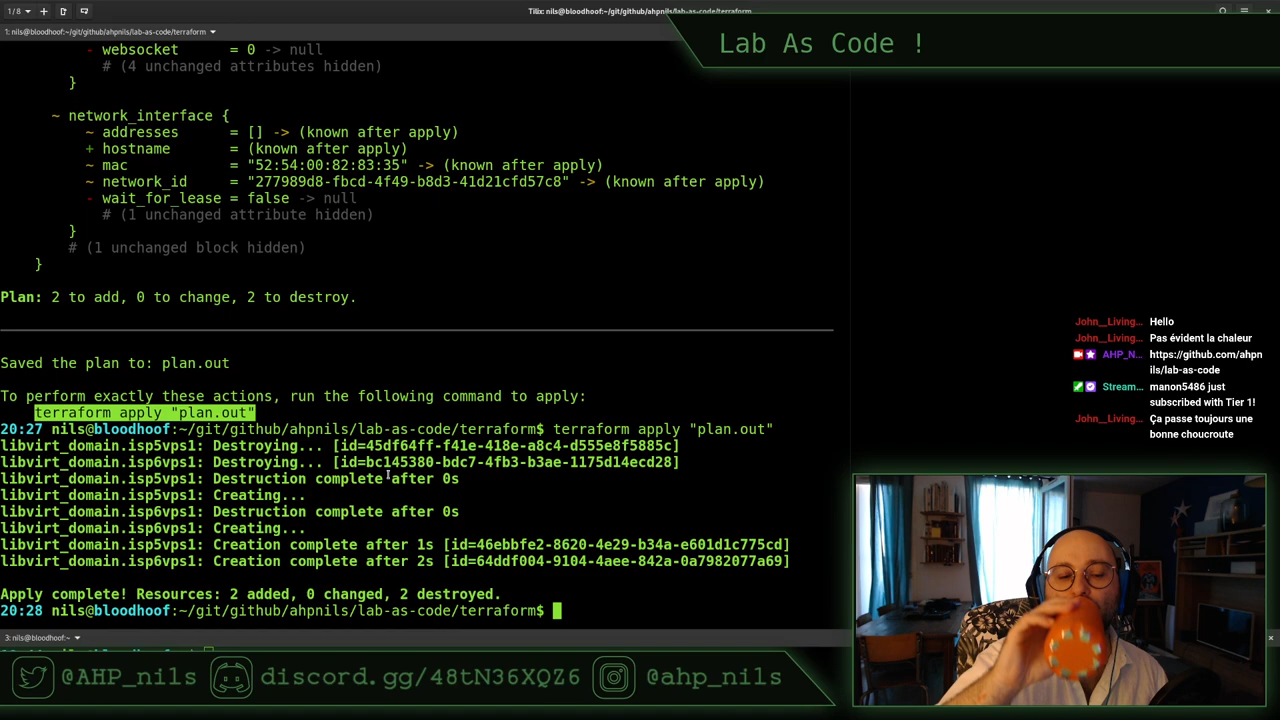 1 / 8
Tilix: nils@bloodhoof:~/git/github/ahpnils/lab-as-code/terraform
1: nils@bloodhoof:~/git/github/ahpnils/lab-as-code/terraform
Lab As Code !
- websocket = 0 -> null
# (4 unchanged attributes hidden)
}
~ network_interface {
~ addresses = [] -> (known after apply)
+ hostname = (known after apply)
~ mac = "52:54:00:82:83:35" -> (known after apply)
~ network_id = "277989d8-fbcd-4f49-b8d3-41d21cfd57c8" -> (known after apply)
- wait_for_lease = false -> null
# (1 unchanged attribute hidden)
}
# (1 unchanged block hidden)
}
Plan: 2 to add, 0 to change, 2 to destroy.
Saved the plan to: plan.out
To perform exactly these actions, run the following command to apply:
terraform apply "plan.out"
20:27 nils@bloodhoof:~/git/github/ahpnils/lab-as-code/terraform$ terraform apply "plan.out"
libvirt_domain.isp5vps1: Destroying... [id=45df64ff-f41e-418e-a8c4-d555e8f5885c]
libvirt_domain.isp6vps1: Destroying... [id=bc145380-bdc7-4fb3-b3ae-1175d14ecd28]
libvirt_domain.isp5vps1: Destruction complete after 0s
libvirt_domain.isp5vps1: Creating...
libvirt_domain.isp6vps1: Destruction complete after 0s
libvirt_domain.isp6vps1: Creating...
libvirt_domain.isp5vps1: Creation complete after 1s [id=46ebbfe2-8620-4e29-b34a-e601d1c775cd]
libvirt_domain.isp6vps1: Creation complete after 2s [id=64ddf004-9104-4aee-842a-0a7982077a69]
Apply complete! Resources: 2 added, 0 changed, 2 destroyed.
20:28 nils@bloodhoof:~/git/github/ahpnils/lab-as-code/terraform$
3: nils@bloodhoof:~
John__Living... Hello
John__Living... Pas évident la chaleur
AHP_N... https://github.com/ahpn
ils/lab-as-code
Stream... manon5486 just
subscribed with Tier 1!
John__Living... Ça passe toujours une
bonne choucroute
@AHP_nils discord.gg/48tN36XQZ6 @ahp_nils